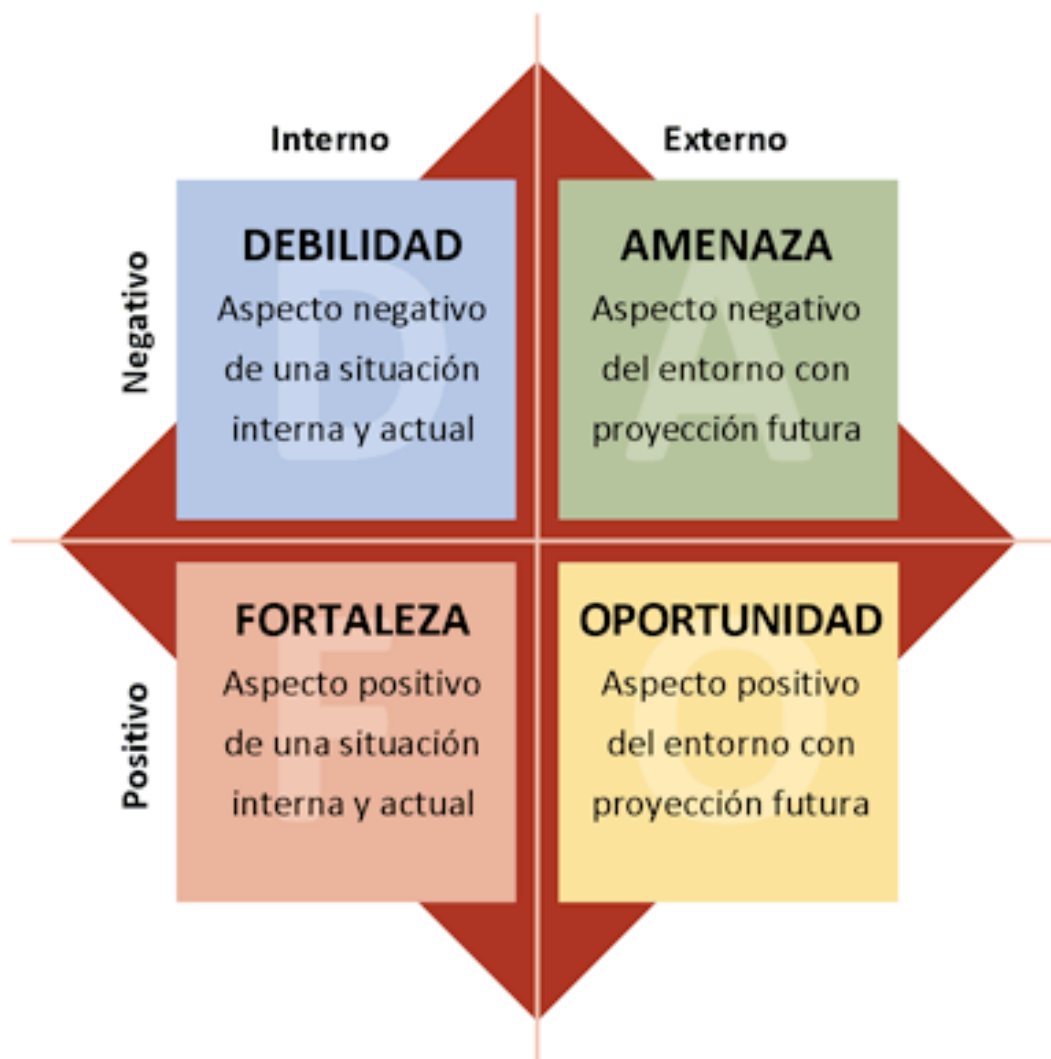 Interno
Externo
Negativo
DEBILIDAD
Aspecto negativo
de una situación
interna y actual
D
AMENAZA
Aspecto negativo
del entorno con
proyección futura
A
Positivo
FORTALEZA
Aspecto positivo
de una situación
interna y actual
F
OPORTUNIDAD
Aspecto positivo
del entorno con
proyección futura
O